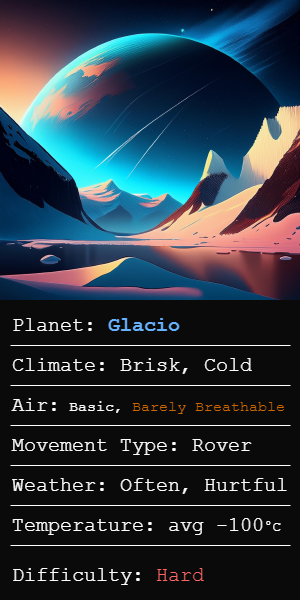 Planet: Glacio
Climate: Brisk, Cold
Air: Basic, Barely Breathable
Movement Type: Rover
Weather: Often, Hurtful
Temperature: avg -100°c
Difficulty: Hard